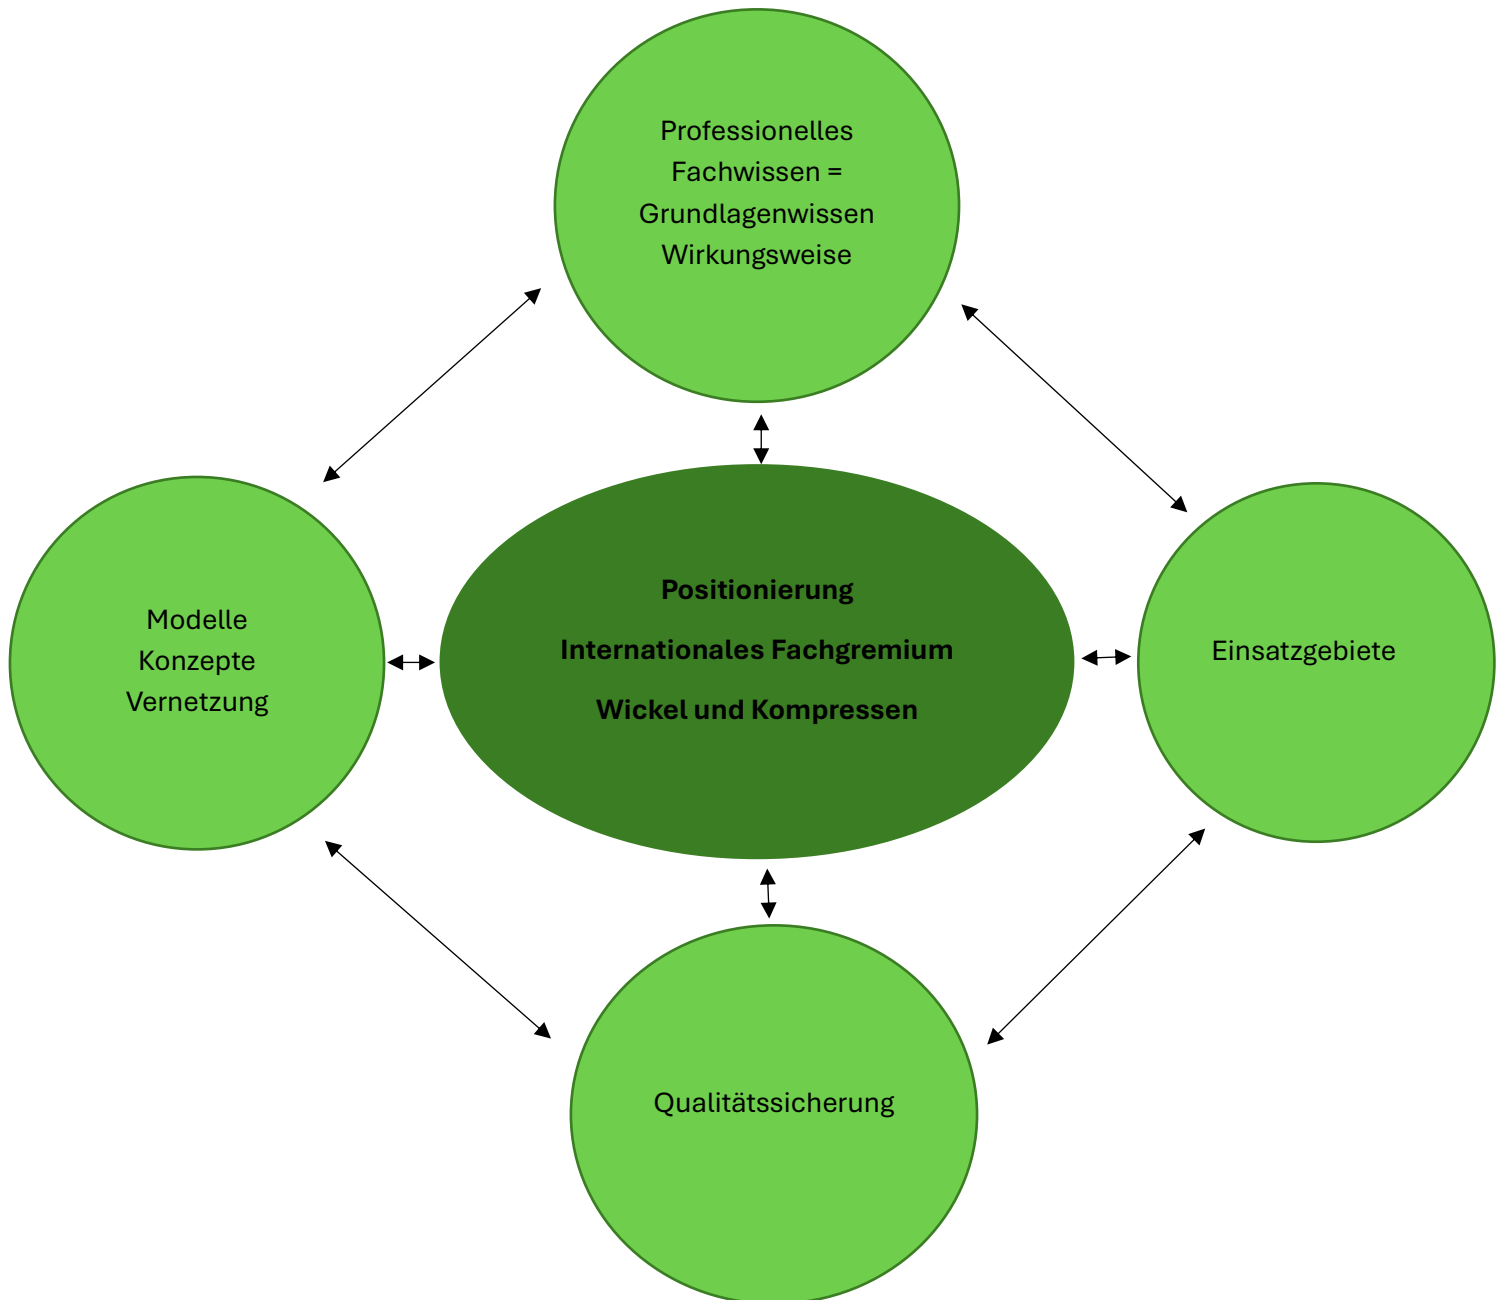 Professionelles
Fachwissen =
Grundlagenwissen
Wirkungsweise
Modelle
Konzepte
Vernetzung
Positionierung
Internationales Fachgremium
Wickel und Kompressen
Einsatzgebiete
Qualitätssicherung